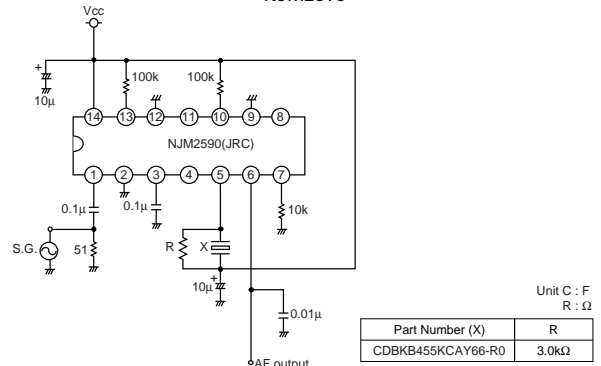 Vcc
+
10µ
100k
100k
14
13
12
11
10
9
8
NJM2590(JRC)
1
2
3
4
5
6
7
0.1µ
0.1µ
10k
S.G.
51
R
X
10µ
+
0.01µ
AF output
Unit C : F
R : Ω
Part Number (X) R
CDBKB455KCAY66-R0 3.0kΩ